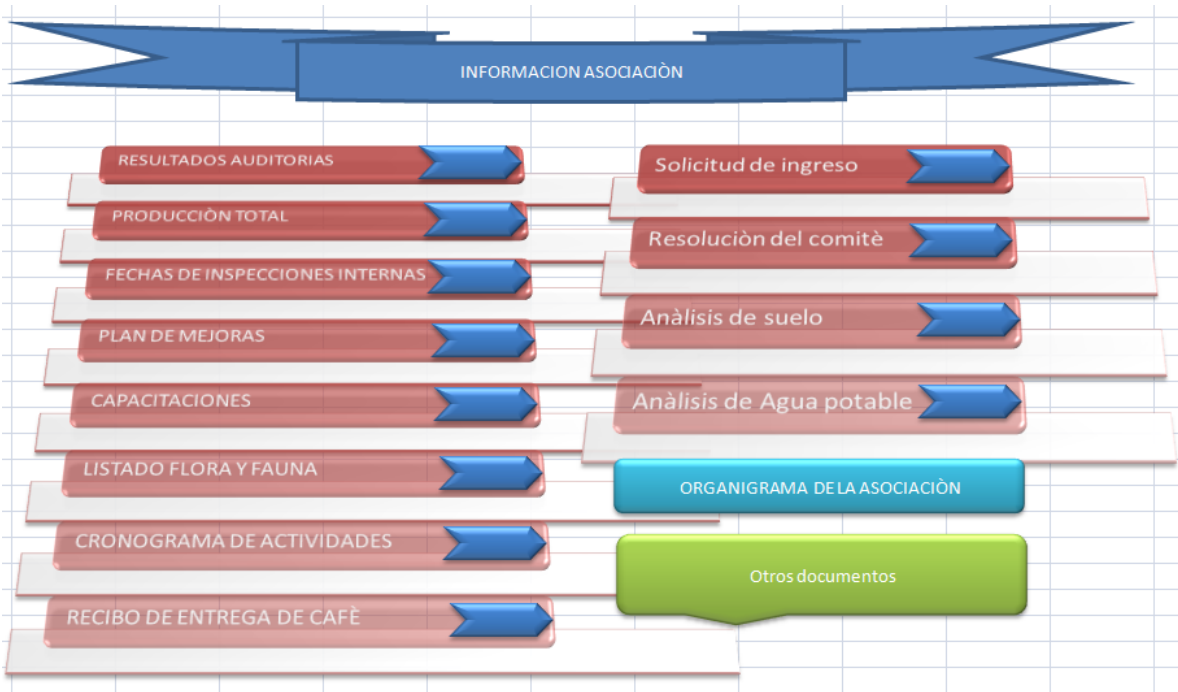 INFORMACION ASOCIACIÒN
RESULTADOS AUDITORIAS
PRODUCCIÒN TOTAL
FECHAS DE INSPECCIONES INTERNAS
PLAN DE MEJORAS
CAPACITACIONES
LISTADO FLORA Y FAUNA
CRONOGRAMA DE ACTIVIDADES
RECIBO DE ENTREGA DE CAFÈ
Solicitud de ingreso
Resoluciòn del comitè
Anàlisis de suelo
Anàlisis de Agua potable
ORGANIGRAMA DE LA ASOCIACIÒN
Otros documentos